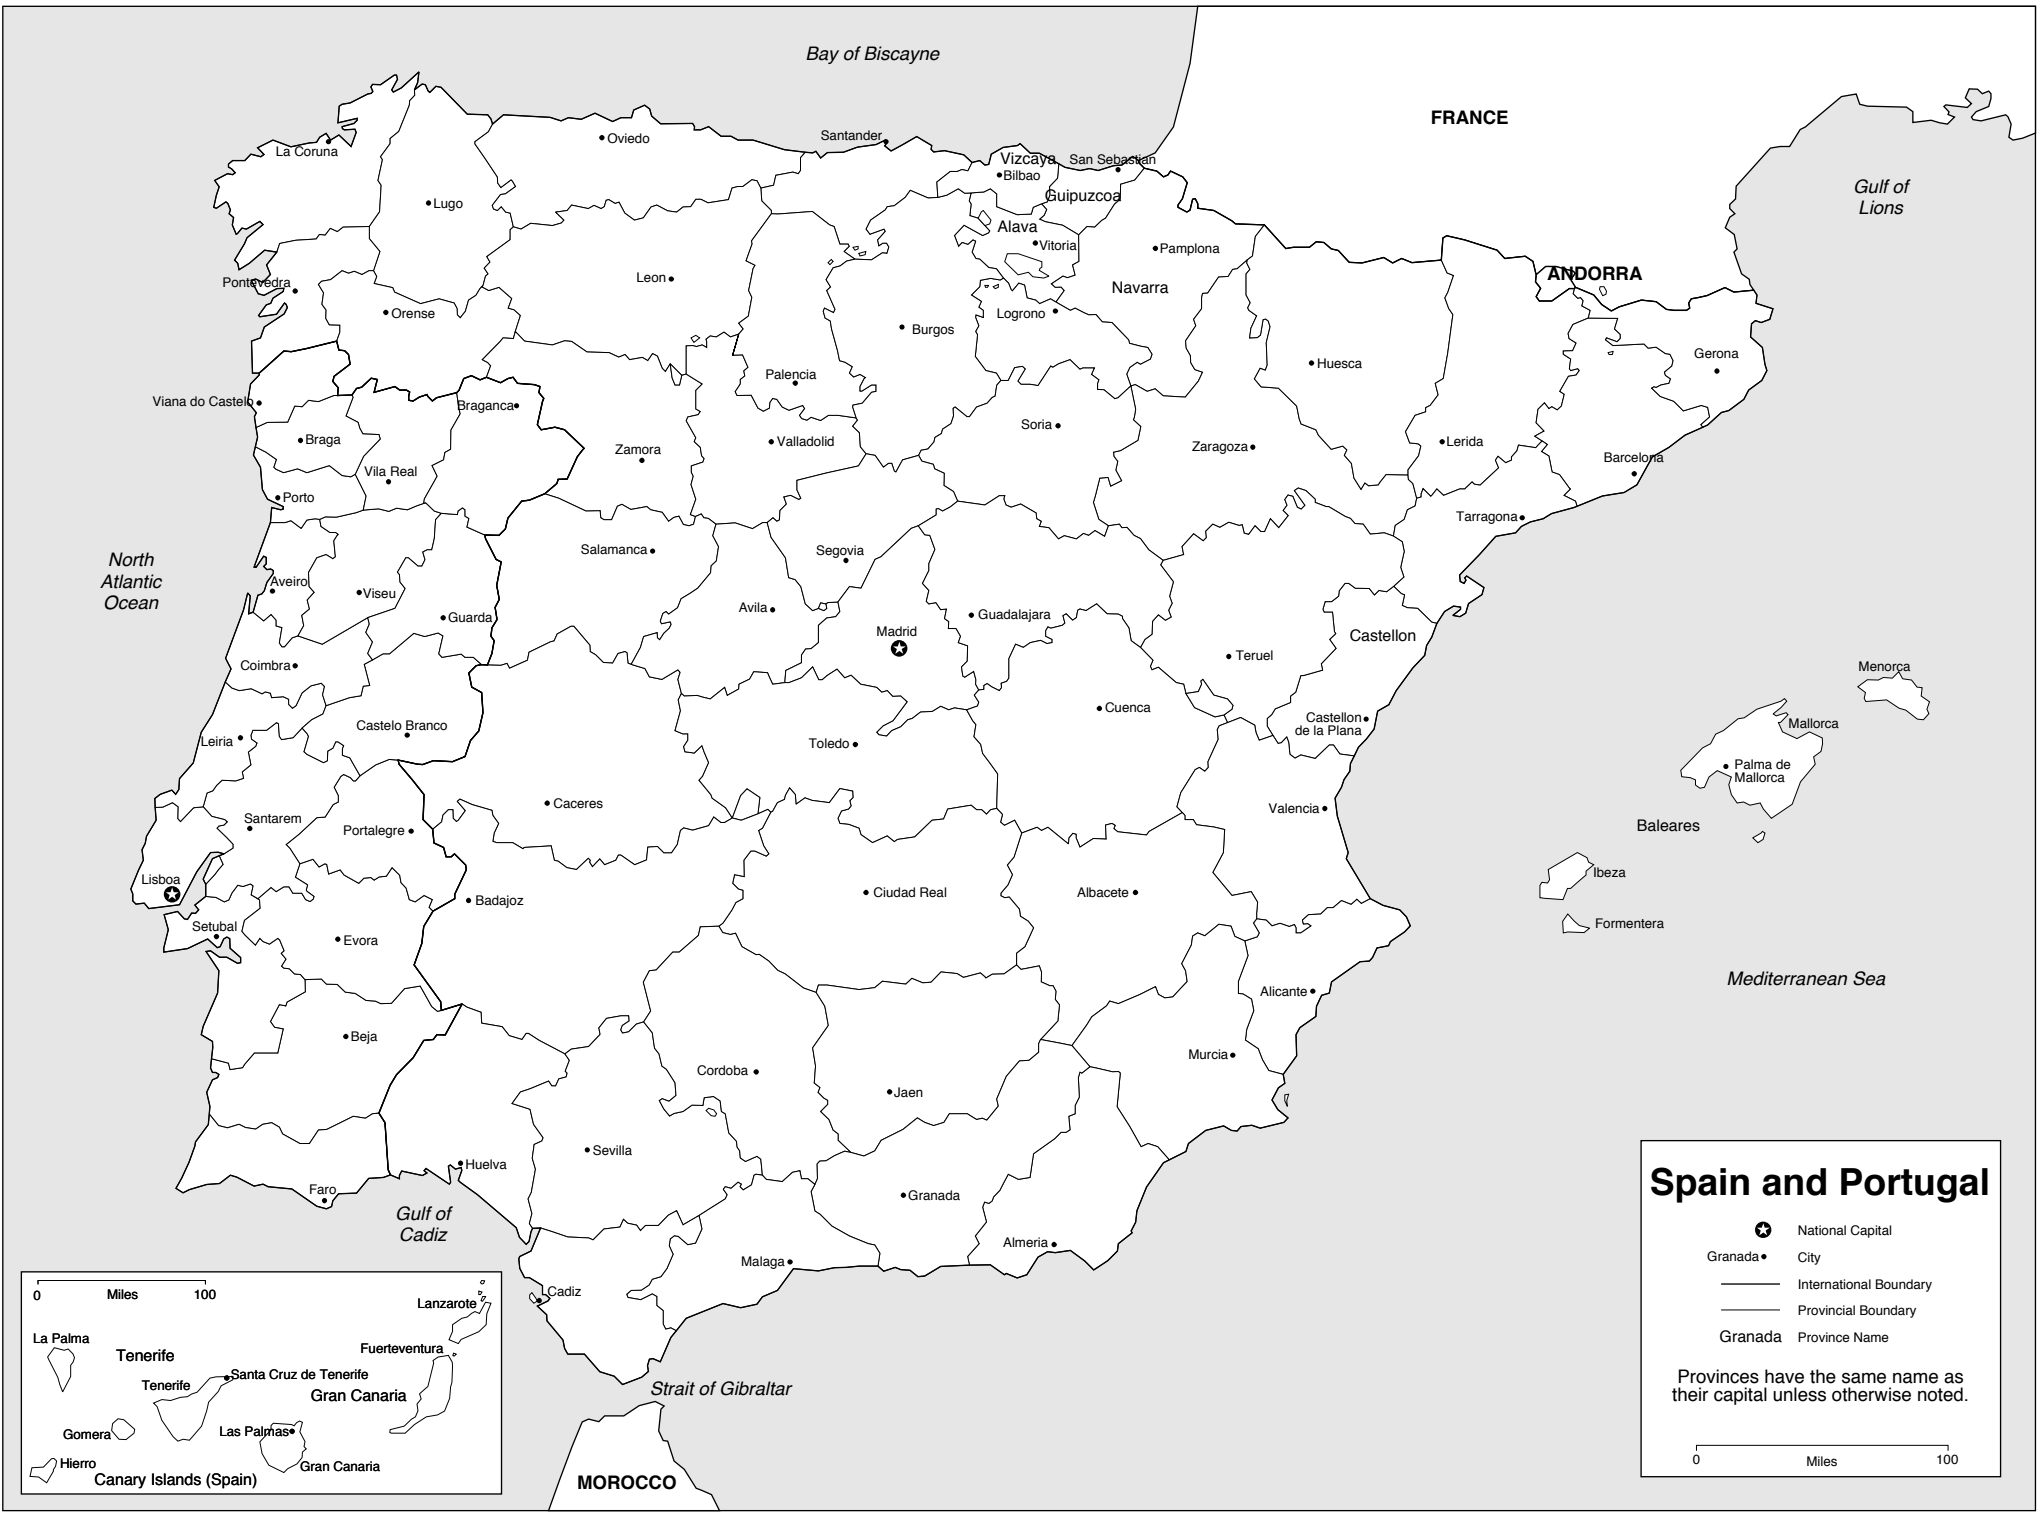 Bay of Biscayne
FRANCE
Gulf of
Lions
La Coruna
Oviedo
Santander
Vizcaya
San Sebastian
Bilbao
Guipuzcoa
Lugo
Alava
Vitoria
Pamplona
Pontevedra
Leon
Navarra
ANDORRA
Orense
Burgos
Logrono
Huesca
Gerona
Palencia
Viana do Castelo
Braganca
Braga
Zamora
Valladolid
Soria
Zaragoza
Lerida
Barcelona
Vila Real
Porto
Tarragona
North
Atlantic
Ocean
Salamanca
Segovia
Aveiro
Viseu
Guarda
Avila
Guadalajara
Madrid
Castellon
Coimbra
Teruel
Menorca
Castelo Branco
Cuenca
Castellon
de la Plana
Mallorca
Leiria
Toledo
Palma de
Mallorca
Caceres
Valencia
Santarem
Portalegre
Baleares
Lisboa
Badajoz
Ciudad Real
Albacete
Ibeza
Setubal
Evora
Formentera
Mediterranean Sea
Alicante
Beja
Murcia
Cordoba
Jaen
Sevilla
Huelva
Faro
Granada
Gulf of
Cadiz
Almeria
Malaga
Cadiz
Strait of Gibraltar
MOROCCO
0 Miles 100
Lanzarote
La Palma
Tenerife
Fuerteventura
Santa Cruz de Tenerife
Tenerife
Gran Canaria
Gomera
Las Palmas
Hierro
Gran Canaria
Canary Islands (Spain)
Spain and Portugal
National Capital
Granada City
International Boundary
Provincial Boundary
Granada Province Name
Provinces have the same name as
their capital unless otherwise noted.
0 Miles 100